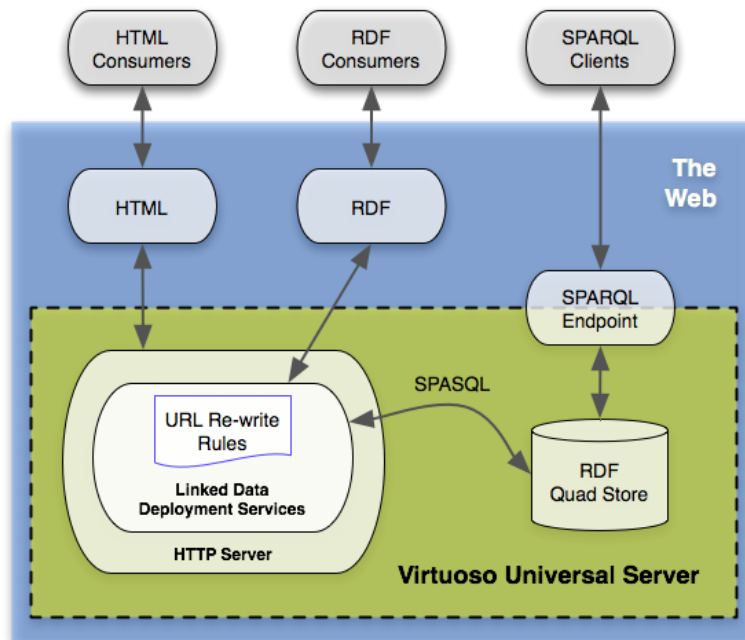 HTML
Consumers
RDF
Consumers
SPARQL
Clients
The
Web
HTML
RDF
SPARQL
Endpoint
SPASQL
URL Re-write
Rules
RDF
Quad Store
Linked Data
Deployment Services
HTTP Server
Virtuoso Universal Server